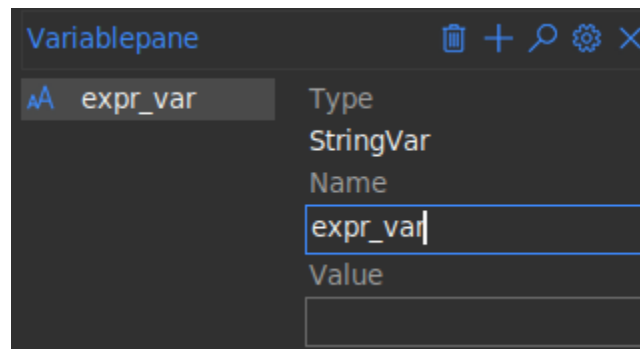 Variablepane
expr_var
Type
StringVar
Name
expr_var
Value